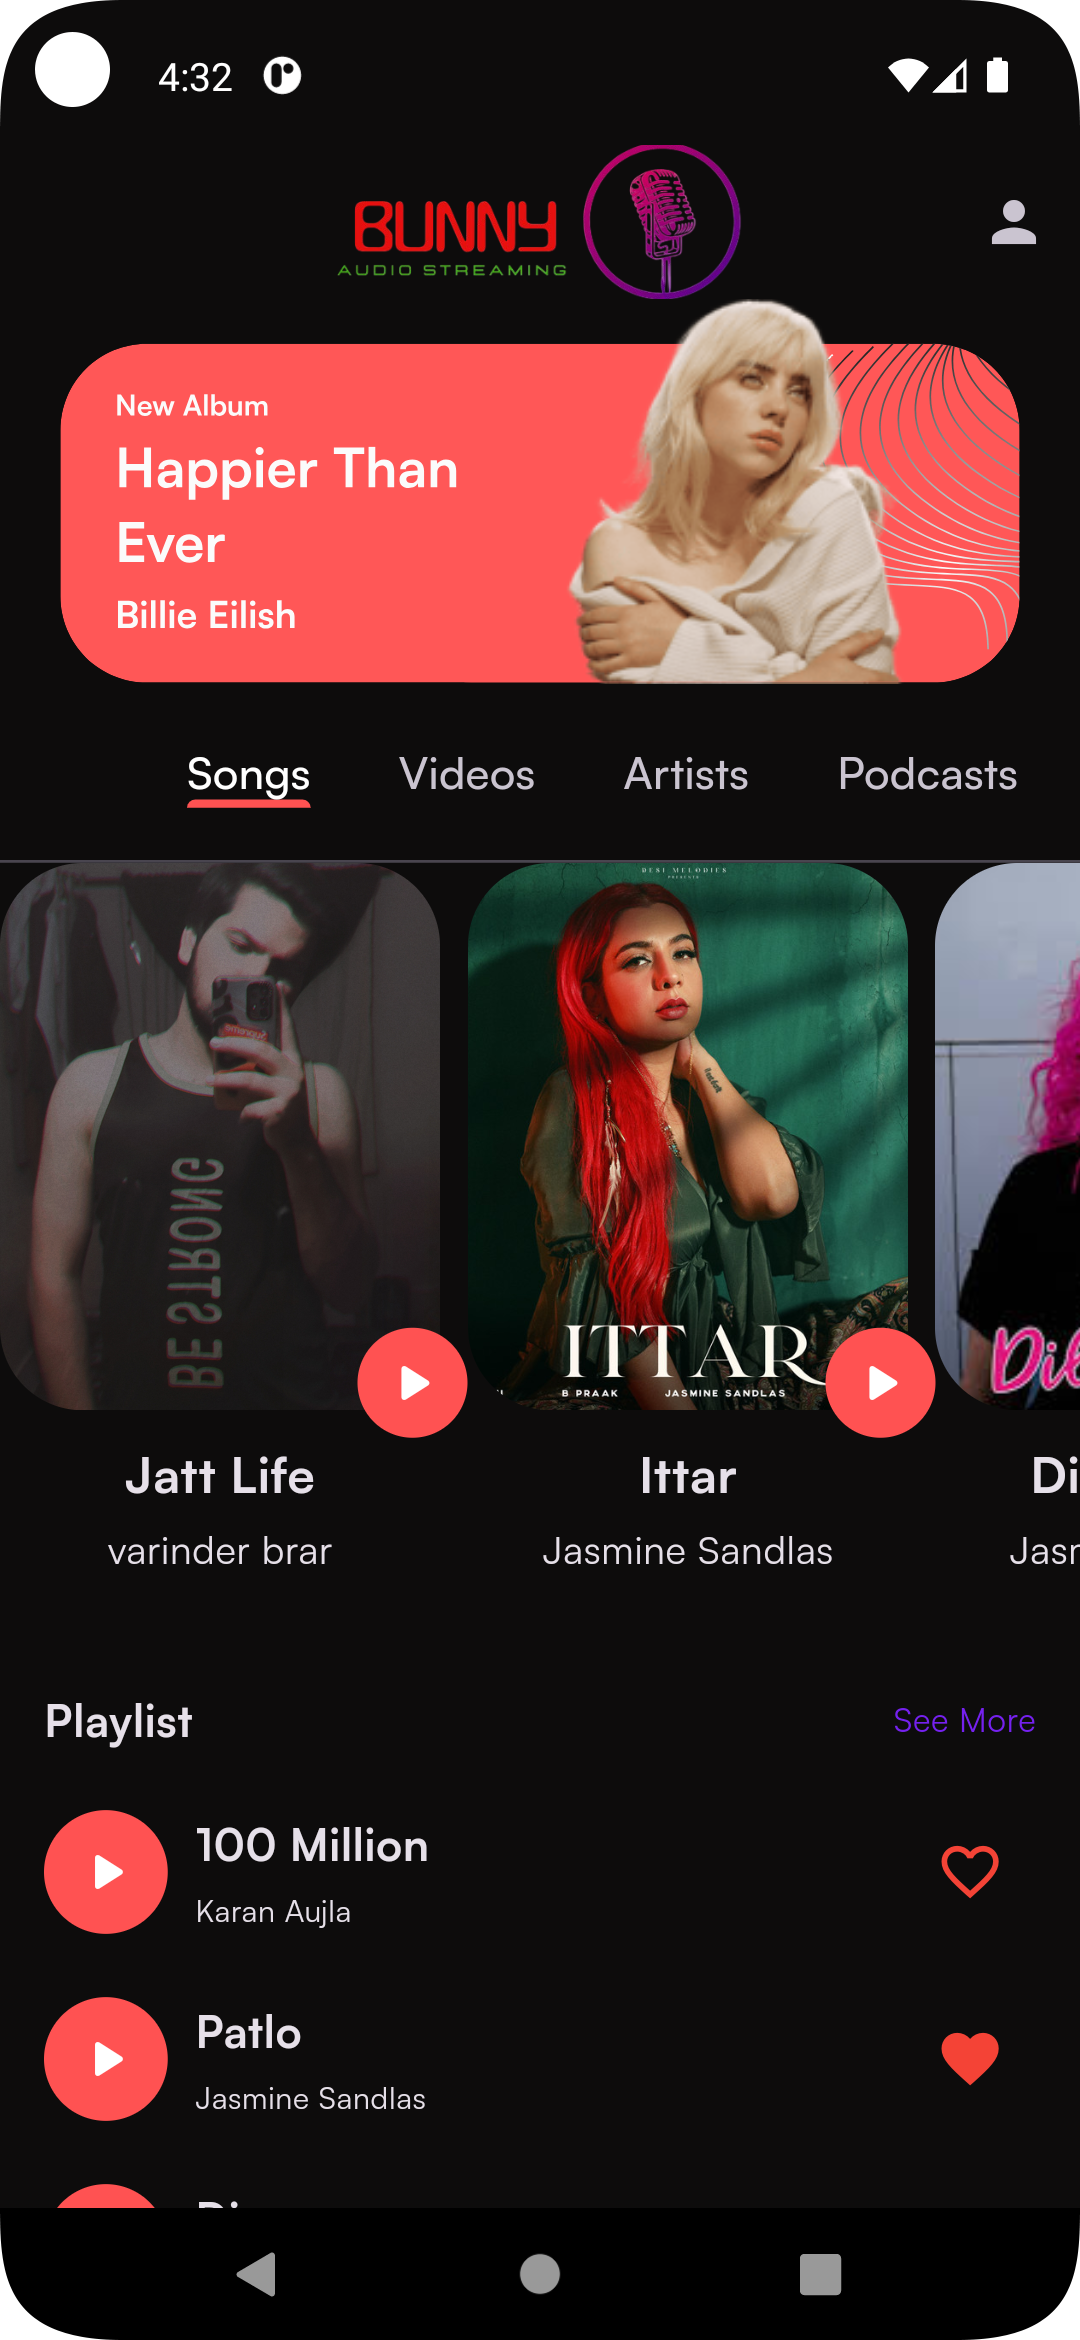 4:32
BUNNY
AUDIO STREAMING
New Album
Happier Than
Ever
Billie Eilish
Songs Videos Artists Podcasts
BE STRONG
DESI MELODIES
ITTAR
B PRAAK JASMINE SANDLAS
Jatt Life
varinder brar
Ittar
Jasmine Sandlas
Di
Jas
Playlist
See More
100 Million
Karan Aujla
Patlo
Jasmine Sandlas